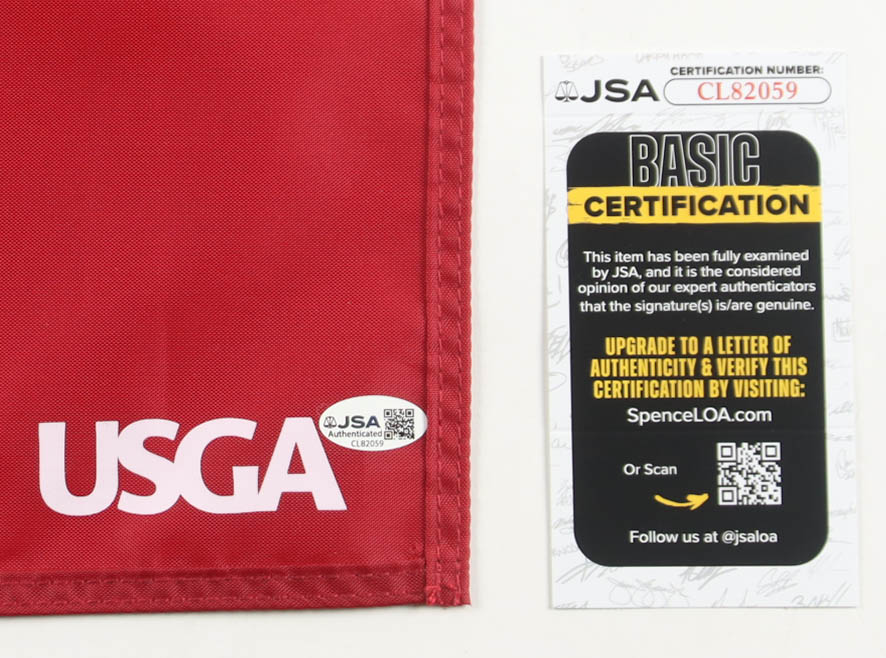 USGA
JSA
Authenticated
CL82059
JSA
CERTIFICATION NUMBER:
CL82059
BASIC
CERTIFICATION
This item has been fully examined
by JSA, and it is the considered
opinion of our expert authenticators
that the signature(s) is/are genuine.
UPGRADE TO A LETTER OF
AUTHENTICITY & VERIFY THIS
CERTIFICATION BY VISITING:
SpenceLOA.com
Or Scan
Follow us at @jsaloa